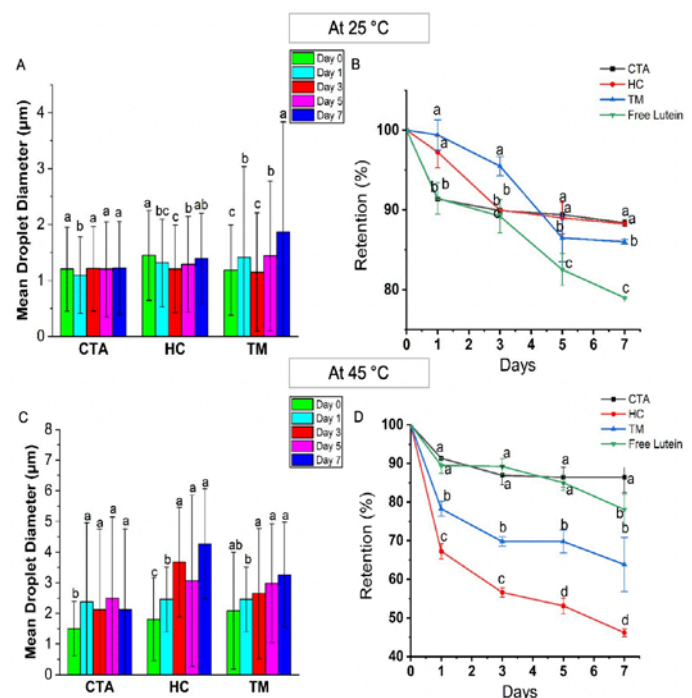 At 25 °C
A
Day 0
Day 1
Day 3
Day 5
Day 7
Mean Droplet Diameter (µm)
4
3
2
1
0
a
b
a
a
a
a
bc
c
b
ab
c
b
c
b
a
CTA
HC
TM
B
CTA
HC
TM
Free Lutein
Retention (%)
100
90
80
a
a
b
b
a
b
b
a
a
b
c
a
a
b
c
0
1
2
3
4
5
6
7
Days
At 45 °C
C
Day 0
Day 1
Day 3
Day 5
Day 7
Mean Droplet Diameter (µm)
8
7
6
5
4
3
2
1
0
b
a
a
a
a
c
b
a
a
a
ab
b
a
a
a
CTA
HC
TM
D
CTA
HC
TM
Free Lutein
Retention (%)
100
90
80
70
60
50
40
a
a
b
c
a
a
b
c
a
a
b
d
a
b
b
d
0
1
2
3
4
5
6
7
Days